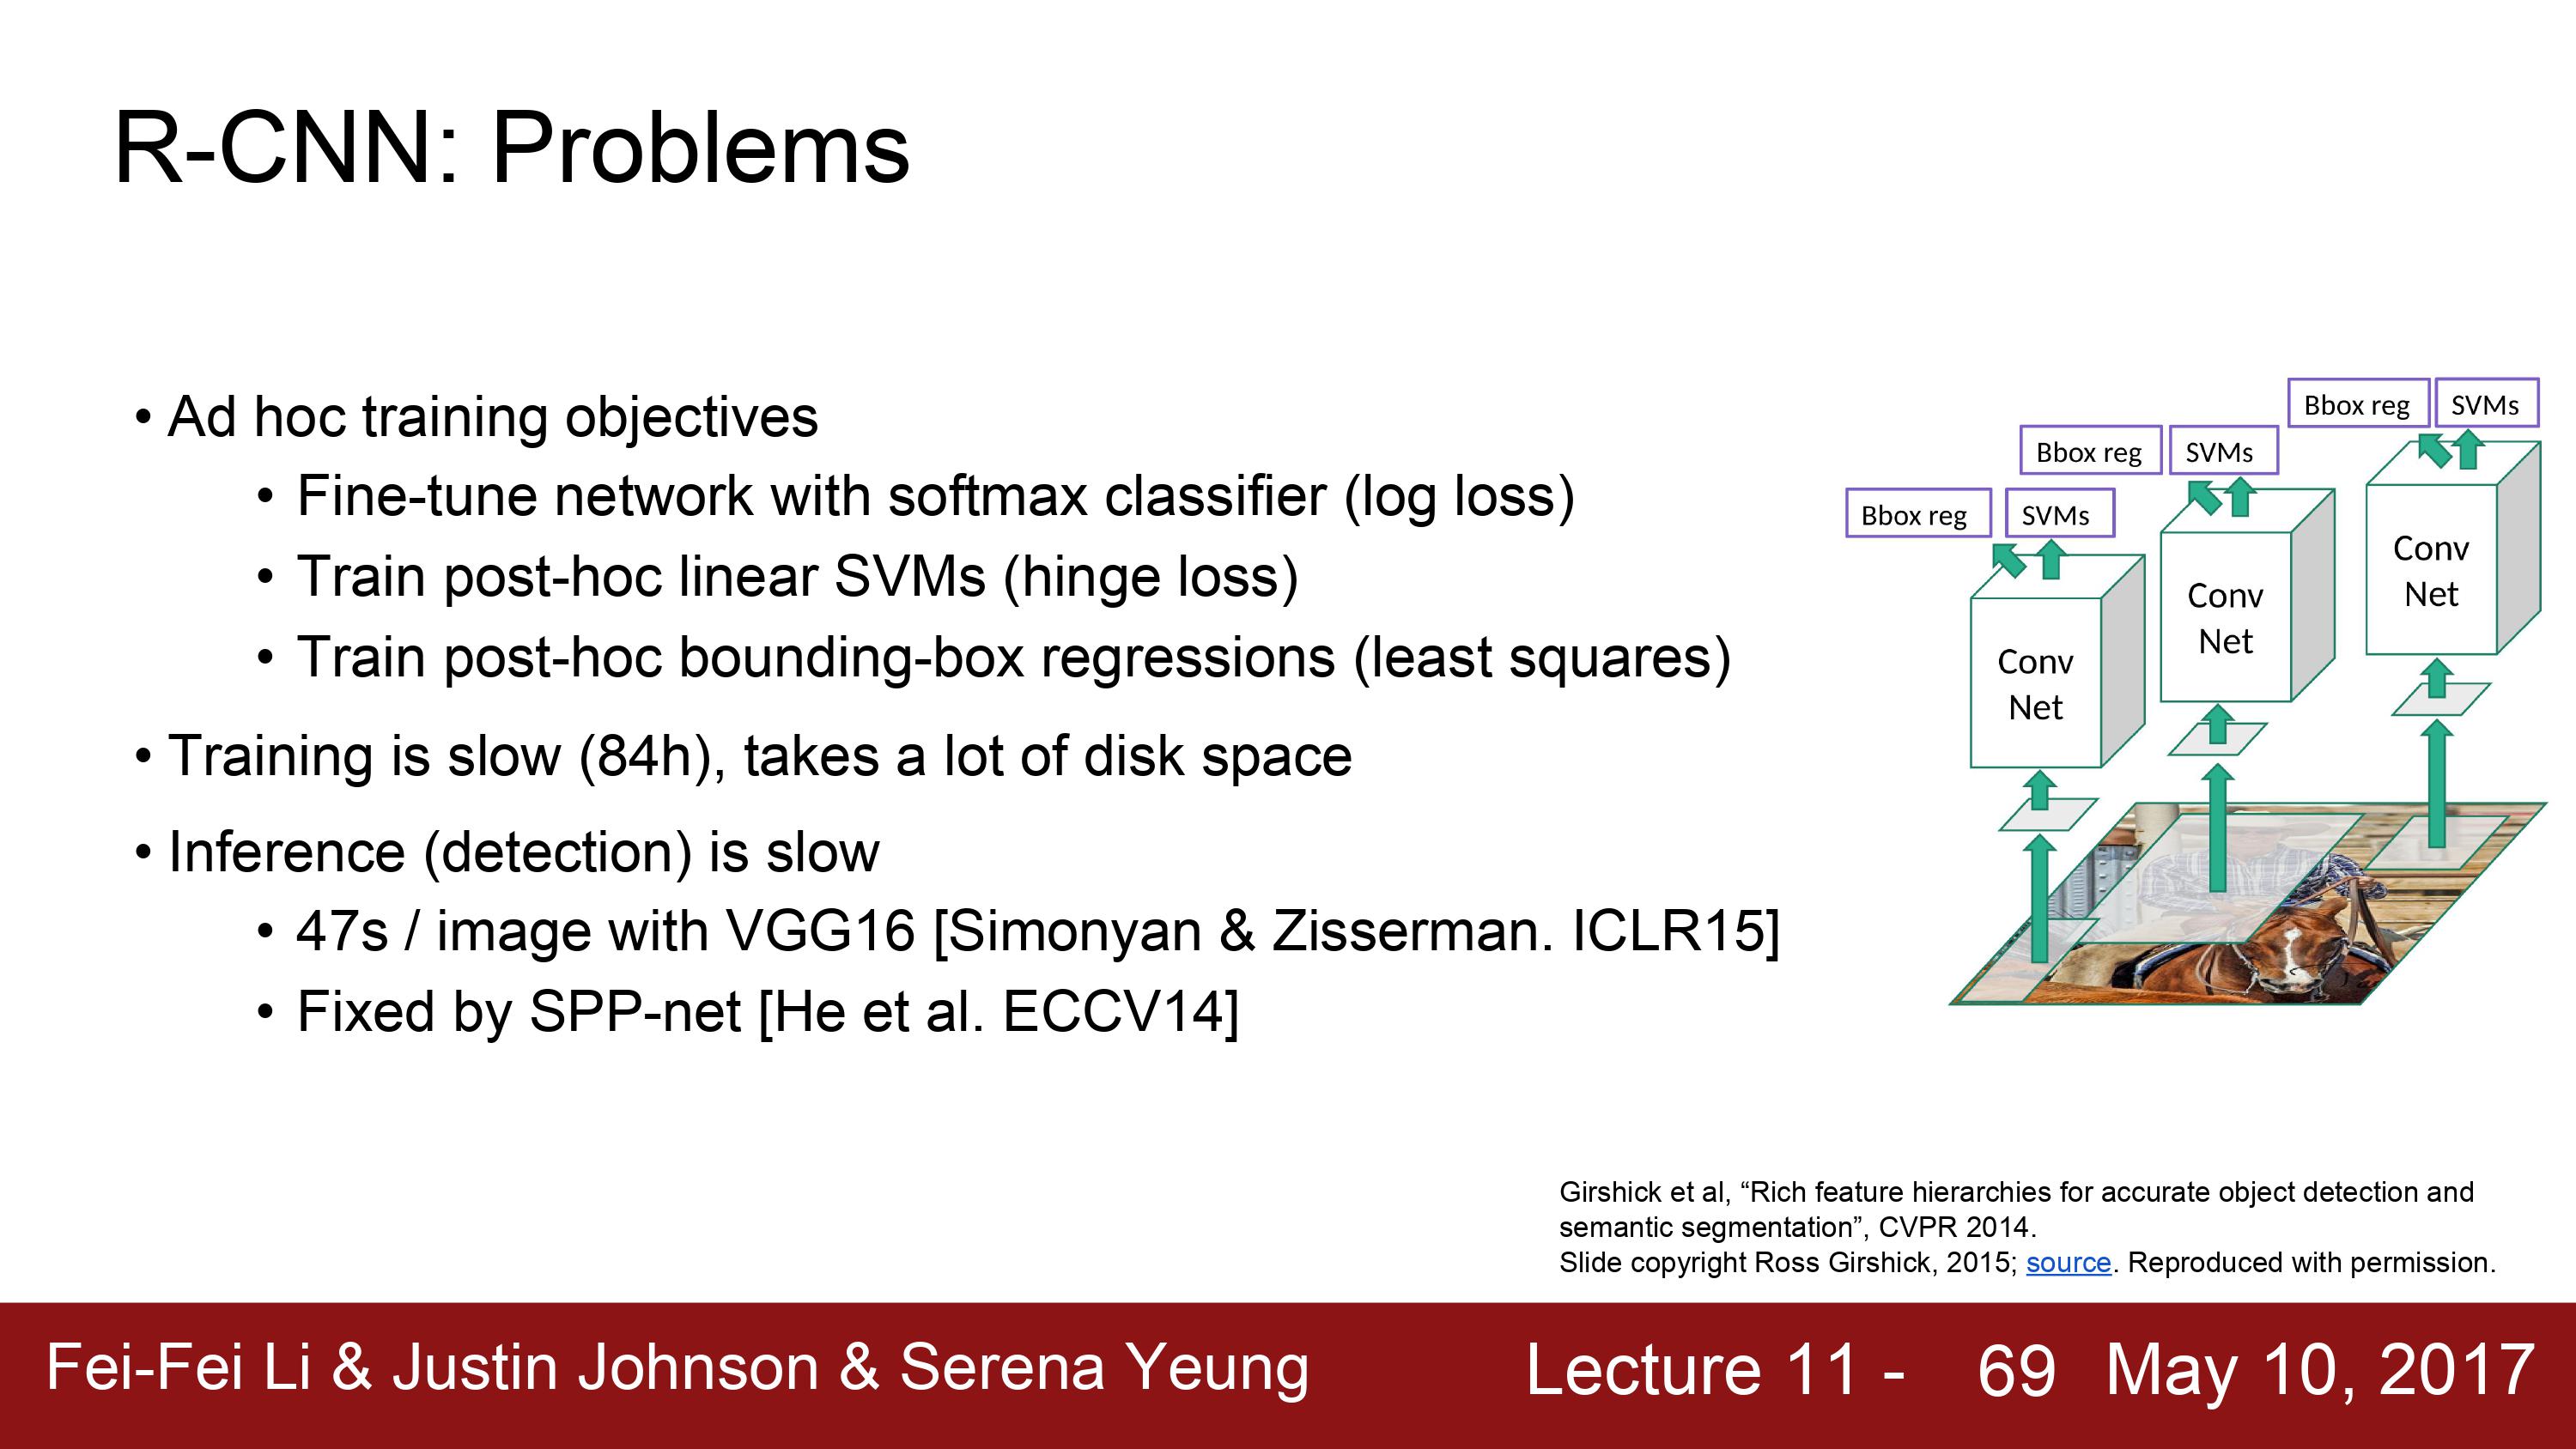 R-CNN: Problems
• Ad hoc training objectives
• Fine-tune network with softmax classifier (log loss)
• Train post-hoc linear SVMs (hinge loss)
• Train post-hoc bounding-box regressions (least squares)
• Training is slow (84h), takes a lot of disk space
• Inference (detection) is slow
• 47s / image with VGG16 [Simonyan & Zisserman. ICLR15]
• Fixed by SPP-net [He et al. ECCV14]
Bbox reg SVMs
Bbox reg SVMs
Bbox reg SVMs
Conv
Net
Conv
Net
Conv
Net
Girshick et al, “Rich feature hierarchies for accurate object detection and
semantic segmentation”, CVPR 2014.
Slide copyright Ross Girshick, 2015; source. Reproduced with permission.
Fei-Fei Li & Justin Johnson & Serena Yeung Lecture 11 - 69 May 10, 2017